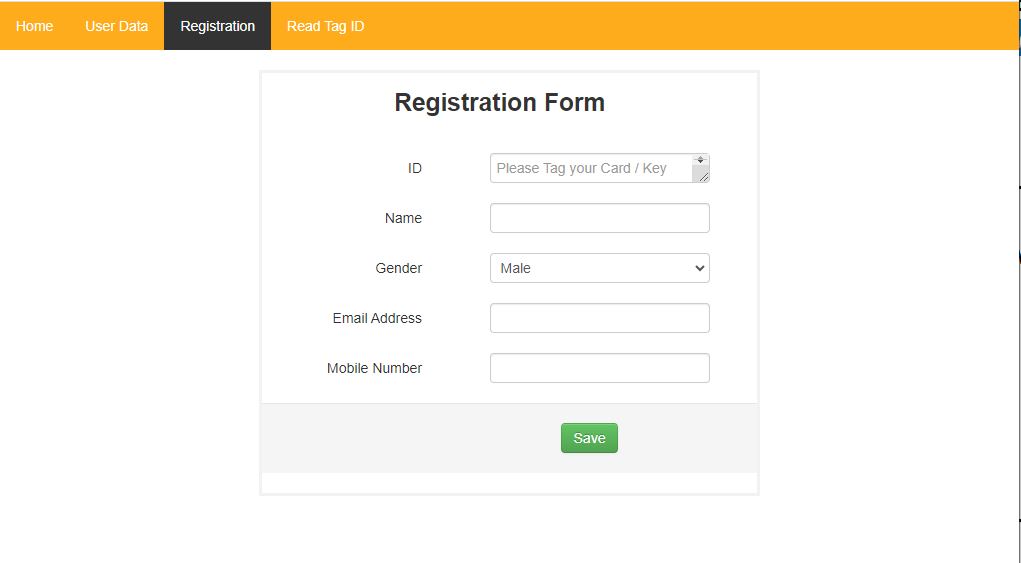 Home User Data Registration Read Tag ID
Registration Form
ID Please Tag your Card / Key
Name
Gender Male
Email Address
Mobile Number
Save